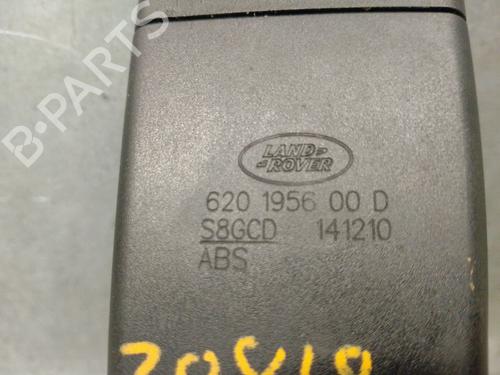 B-PARTS
LAND-
-ROVER
620 1956 00 D
S8GCD 141210
ABS